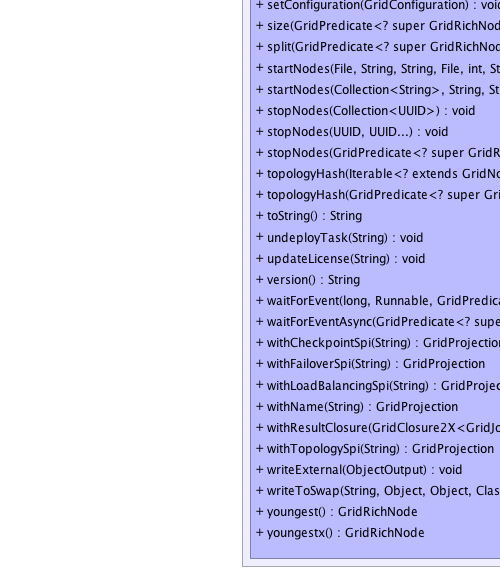 + setConfiguration(GridConfiguration) : void
+ size(GridPredicate<? super GridRichNod
+ split(GridPredicate<? super GridRichNod
+ startNodes(File, String, String, File, int, St
+ startNodes(Collection<String>, String, St
+ stopNodes(Collection<UUID>) : void
+ stopNodes(UUID, UUID...) : void
+ stopNodes(GridPredicate<? super GridR
+ topologyHash(Iterable<? extends GridNo
+ topologyHash(GridPredicate<? super Gri
+ toString() : String
+ undeployTask(String) : void
+ updateLicense(String) : void
+ version() : String
+ waitForEvent(long, Runnable, GridPredica
+ waitForEventAsync(GridPredicate<? supe
+ withCheckpointSpi(String) : GridProjection
+ withFailoverSpi(String) : GridProjection
+ withLoadBalancingSpi(String) : GridProjec
+ withName(String) : GridProjection
+ withResultClosure(GridClosure2X<GridJo
+ withTopologySpi(String) : GridProjection
+ writeExternal(ObjectOutput) : void
+ writeToSwap(String, Object, Object, Clas
+ youngest() : GridRichNode
+ youngestx() : GridRichNode